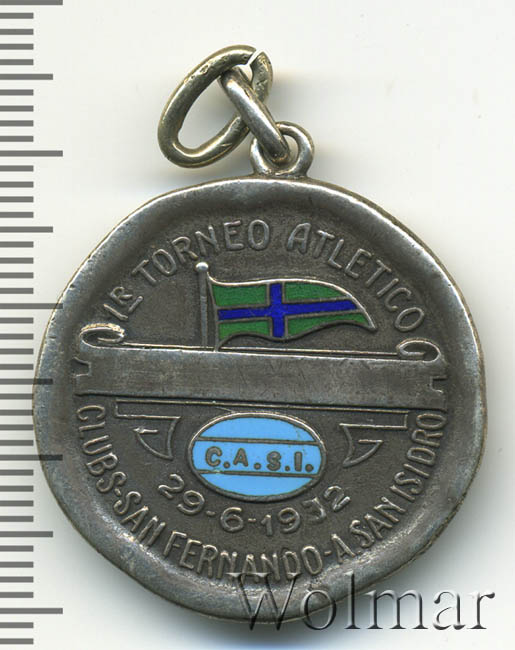 1ER TORNEO ATLETICO
C.A.S.I.
29-6-1932
CLUBS-SAN FERNANDO-A.SAN ISIDRO
Wolmar